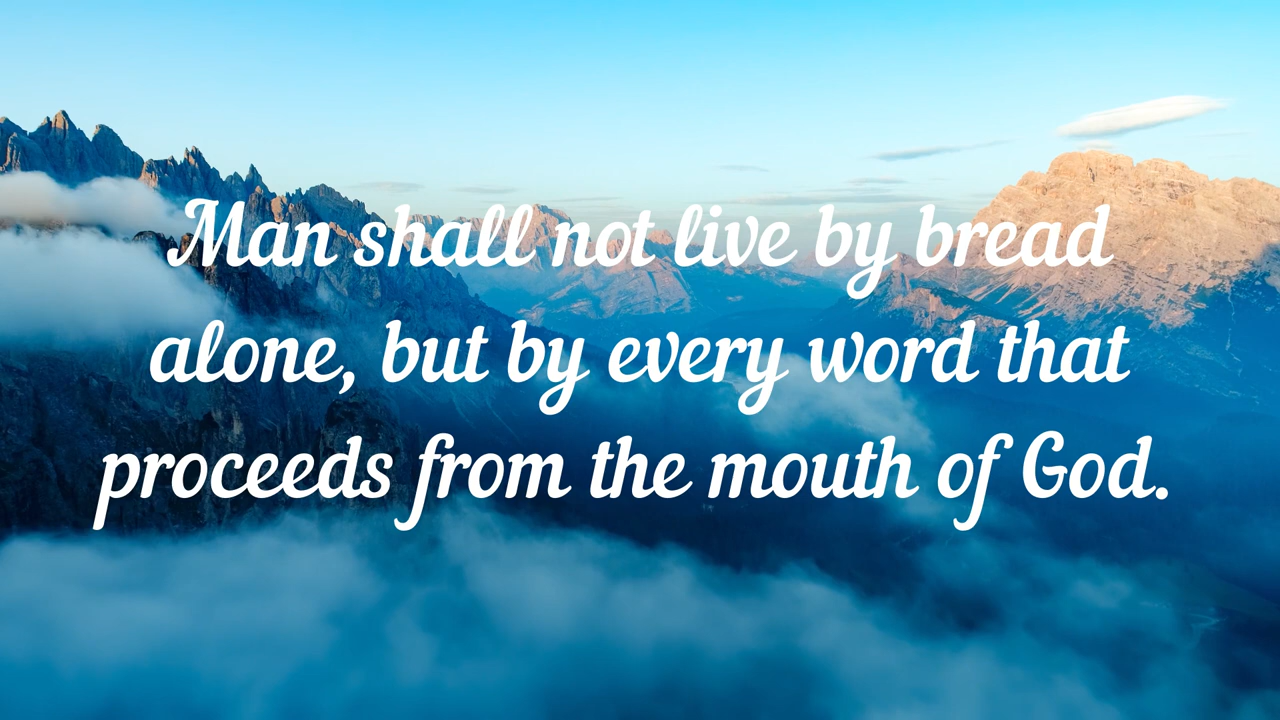 Man shall not live by bread
alone, but by every word that
proceeds from the mouth of God.